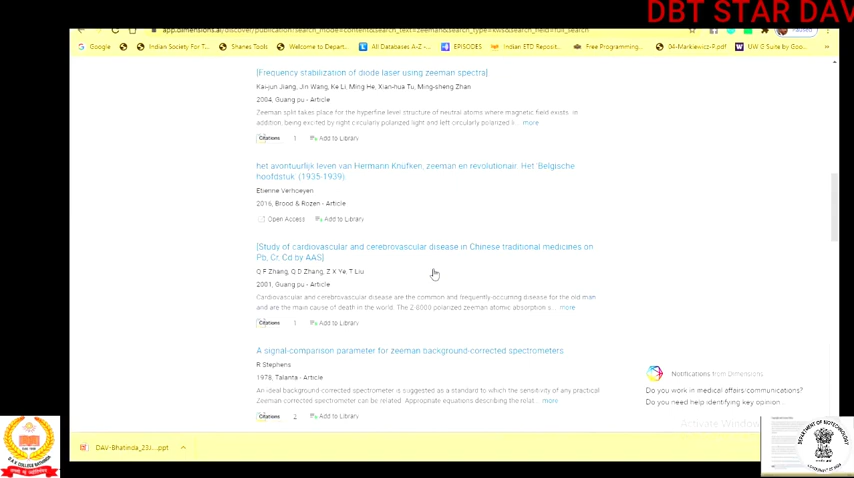 DBT STAR DAV
app.dimensions.ai/discover/publication?search_mode=content&search_text=zeeman&search_type=kws&search_field=full_search
Paused
Google
Indian Society For T...
Shanes Tools
Welcome to Depart...
All Databases A-Z -...
EPISODES
Indian ETD Reposit...
Free Programming...
04-Markiewicz-P.pdf
UW G Suite by Goo...
[Frequency stabilization of diode laser using zeeman spectra]
Kai-jun Jiang, Jin Wang, Ke Li, Ming He, Xian-hua Tu, Ming-sheng Zhan
2004, Guang pu - Article
Zeeman split takes place for the hyperfine level structure of neutral atoms where magnetic field exists. In
addition, being excited by right circularly polarized light and left circularly polarized li... more
Citations 1 Add to Library
het avontuurlijk leven van Hermann Knüfken, zeeman en revolutionair. Het 'Belgische
hoofdstuk' (1935-1939)
Etienne Verhoeyen
2016, Brood & Rozen - Article
Open Access Add to Library
[Study of cardiovascular and cerebrovascular disease in Chinese traditional medicines on
Pb, Cr, Cd by AAS]
Q F Zhang, Q D Zhang, Z X Ye, T Liu
2001, Guang pu - Article
Cardiovascular and cerebrovascular disease are the common and frequently-occurring disease for the old man
and are the main cause of death in the world. The Z-8000 polarized zeeman atomic absorption s... more
Citations 1 Add to Library
A signal-comparison parameter for zeeman background-corrected spectrometers
R Stephens
1978, Talanta - Article
An ideal background corrected spectrometer is suggested as a standard to which the sensitivity of any practical
Zeeman corrected spectrometer can be related. Appropriate equations describing the relat... more
Citations 2 Add to Library
Notifications from Dimensions
Do you work in medical affairs/communications?
Do you need help identifying key opinion
Activate Window
DAV-Bhatinda_23J....ppt